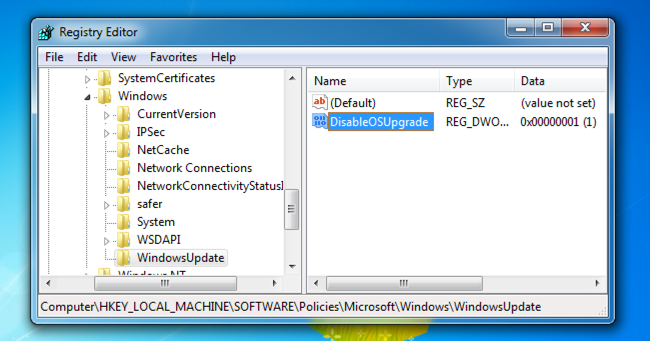 Registry Editor
File Edit View Favorites Help
SystemCertificates
Windows
CurrentVersion
IPSec
NetCache
Network Connections
NetworkConnectivityStatusI
safer
System
WSDAPI
WindowsUpdate
Windows NT
Name Type Data
(Default) REG_SZ (value not set)
DisableOSUpgrade REG_DWO... 0x00000001 (1)
Computer\HKEY_LOCAL_MACHINE\SOFTWARE\Policies\Microsoft\Windows\WindowsUpdate